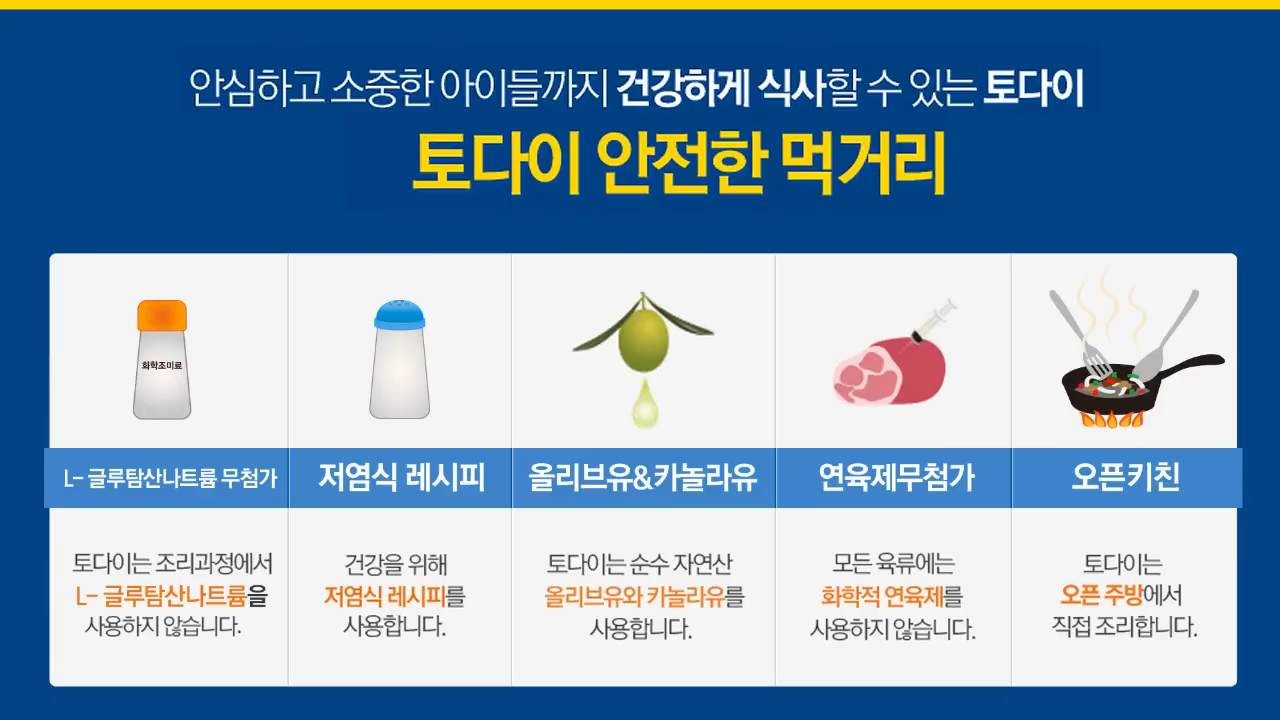 안심하고 소중한 아이들까지 건강하게 식사할 수 있는 토다이
토다이 안전한 먹거리
화학조미료
L- 글루탐산나트륨 무첨가
토다이는 조리과정에서
L- 글루탐산나트륨을
사용하지 않습니다.
저염식 레시피
건강을 위해
저염식 레시피를
사용합니다.
올리브유&카놀라유
토다이는 순수 자연산
올리브유와 카놀라유를
사용합니다.
연육제무첨가
모든 육류에는
화학적 연육제를
사용하지 않습니다.
오픈키친
토다이는
오픈 주방에서
직접 조리합니다.